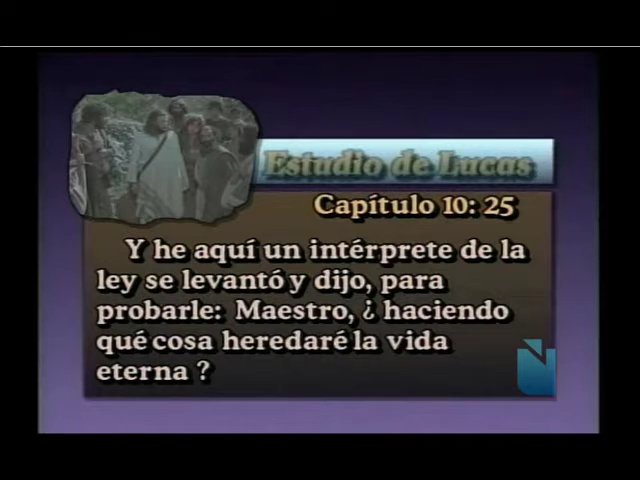 Estudio de Lucas
Capítulo 10: 25
Y he aquí un intérprete de la
ley se levantó y dijo, para
probarle: Maestro, ¿ haciendo
qué cosa heredaré la vida
eterna ?